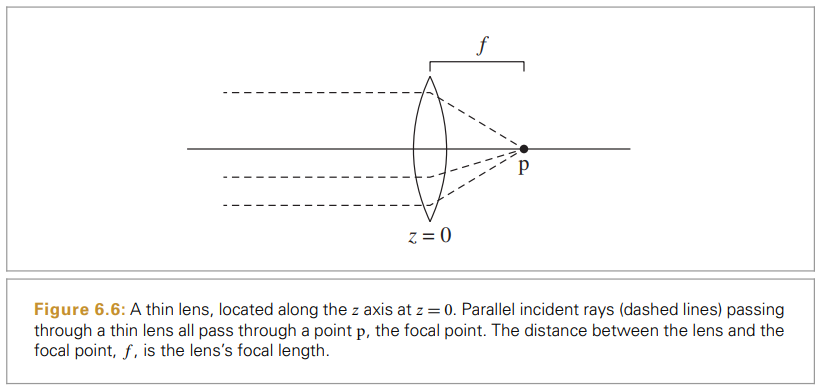 f
p
z = 0
Figure 6.6: A thin lens, located along the z axis at z = 0. Parallel incident rays (dashed lines) passing
through a thin lens all pass through a point p, the focal point. The distance between the lens and the
focal point, f, is the lens’s focal length.